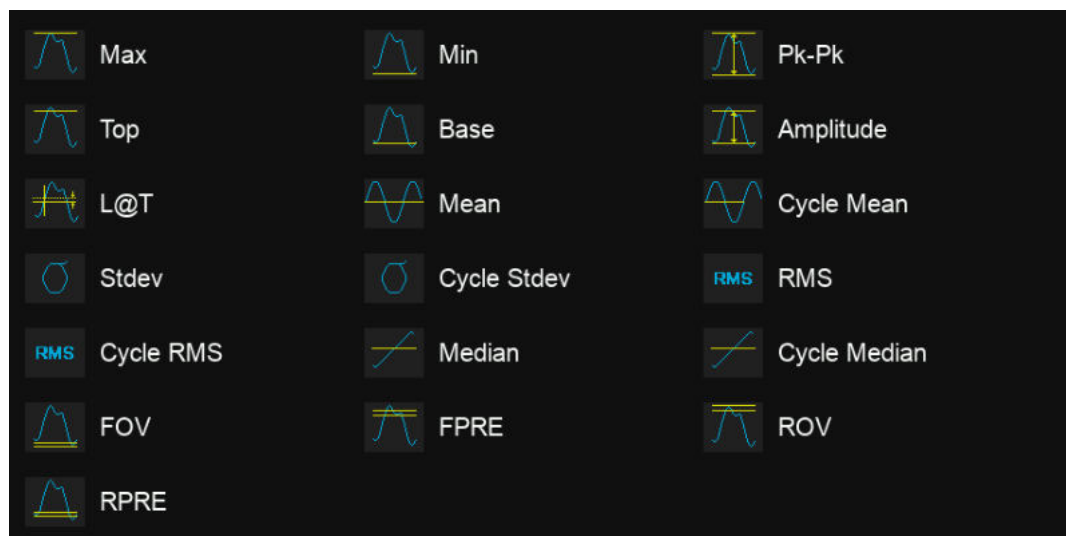 Max Min Pk-Pk
Top Base Amplitude
L@T Mean Cycle Mean
Stdev Cycle Stdev RMS RMS
RMS Cycle RMS Median Cycle Median
FOV FPRE ROV
RPRE